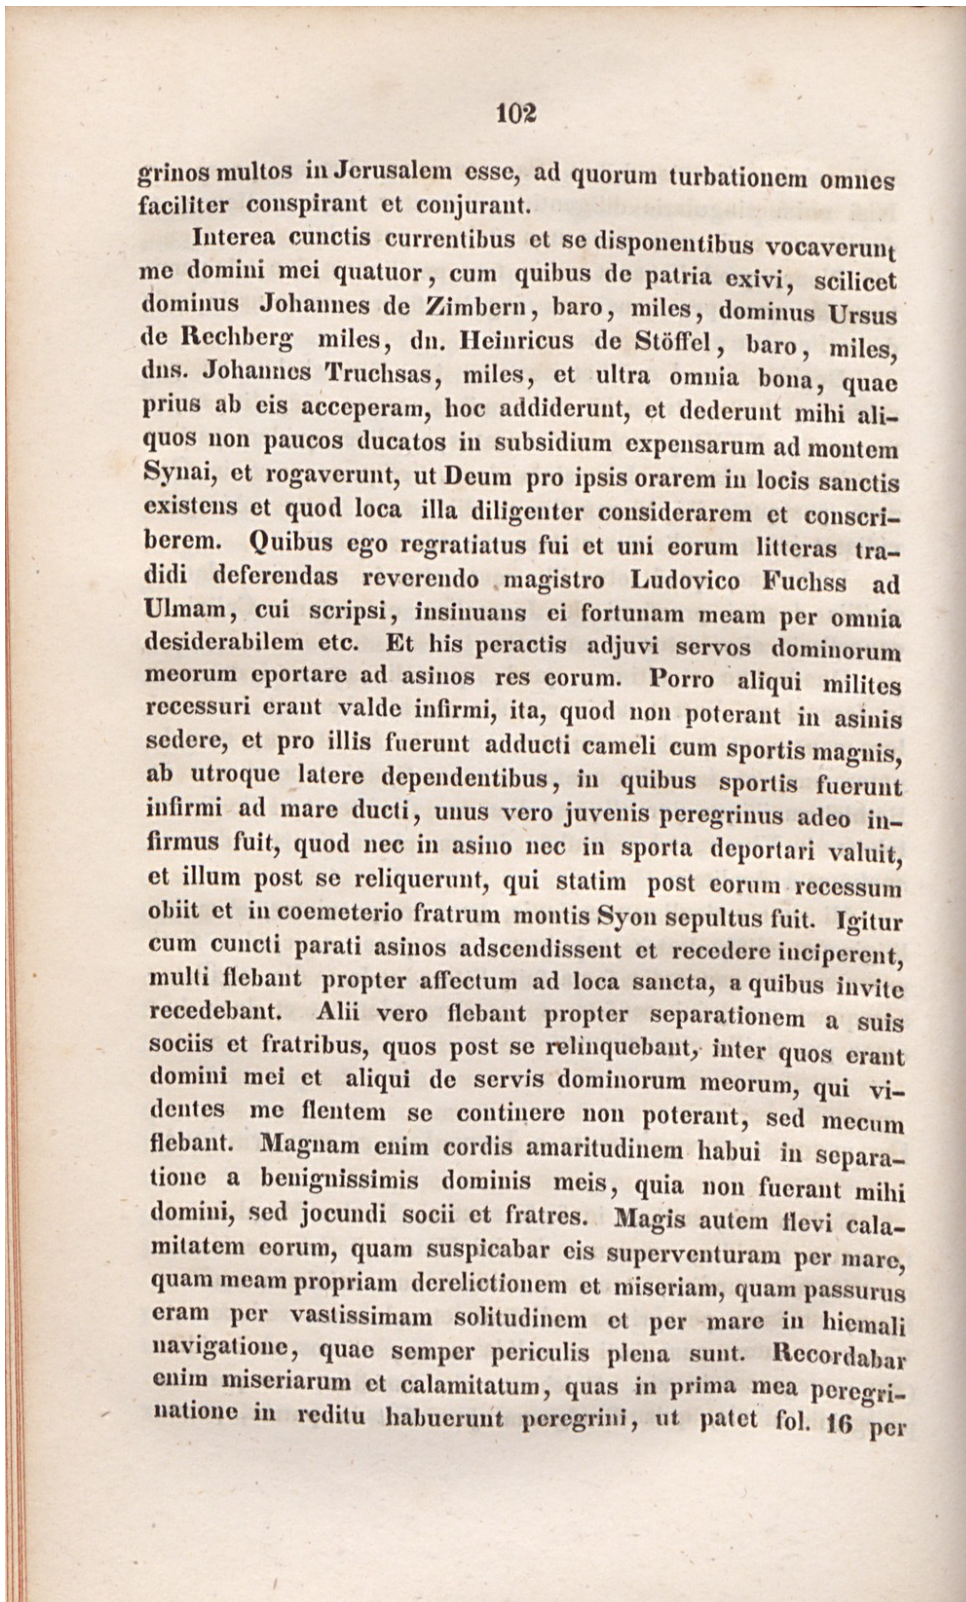 102
grinos multos in Jerusalem esse, ad quorum turbationem omnes
faciliter conspirant et conjurant.
Interea cunctis currentibus et se disponentibus vocaverunt
me domini mei quatuor, cum quibus de patria exivi, scilicet
dominus Johannes de Zimbern, baro, miles, dominus Ursus
de Rechberg miles, dn. Heinricus de Stöffel, baro, miles,
dns. Johannes Truchsas, miles, et ultra omnia bona, quae
prius ab eis acceperam, hoc addiderunt, et dederunt mihi ali-
quos non paucos ducatos in subsidium expensarum ad montem
Synai, et rogaverunt, ut Deum pro ipsis orarem in locis sanctis
existens et quod loca illa diligenter considerarem et conscri-
berem. Quibus ego regratiatus fui et uni eorum litteras tra-
didi deferendas reverendo magistro Ludovico Fuchss ad
Ulmam, cui scripsi, insinuans ei fortunam meam per omnia
desiderabilem etc. Et his peractis adjuvi servos dominorum
meorum eportare ad asinos res eorum. Porro aliqui milites
recessuri erant valde infirmi, ita, quod non poterant in asinis
sedere, et pro illis fuerunt adducti cameli cum sportis magnis,
ab utroque latere dependentibus, in quibus sportis fuerunt
infirmi ad mare ducti, unus vero juvenis peregrinus adeo in-
firmus fuit, quod nec in asino nec in sporta deportari valuit,
et illum post se reliquerunt, qui statim post eorum recessum
obiit et in coemeterio fratrum montis Syon sepultus fuit. Igitur
cum cuncti parati asinos adscendissent et recedere inciperent,
multi flebant propter affectum ad loca sancta, a quibus invite
recedebant. Alii vero flebant propter separationem a suis
sociis et fratribus, quos post se relinquebant, inter quos erant
domini mei et aliqui de servis dominorum meorum, qui vi-
dentes me flentem se continere non poterant, sed mecum
flebant. Magnam enim cordis amaritudinem habui in separa-
tione a benignissimis dominis meis, quia non fuerant mihi
domini, sed jocundi socii et fratres. Magis autem flevi cala-
mitatem eorum, quam suspicabar eis superventuram per mare,
quam meam propriam derelictionem et miseriam, quam passurus
eram per vastissimam solitudinem et per mare in hiemali
navigatione, quae semper periculis plena sunt. Recordabar
enim miseriarum et calamitatum, quas in prima mea peregri-
natione in reditu habuerunt peregrini, ut patet fol. 16 per